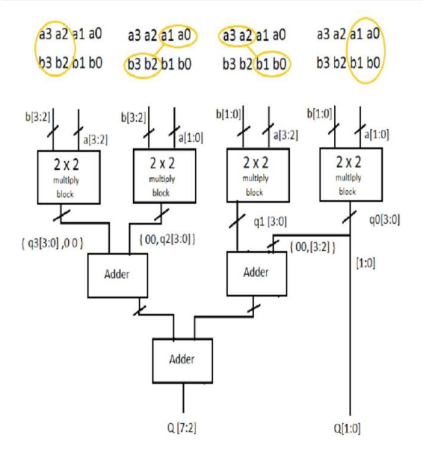 a3 a2 a1 a0 a3 a2 a1 a0 a3 a2 a1 a0 a3 a2 a1 a0
b3 b2 b1 b0 b3 b2 b1 b0 b3 b2 b1 b0 b3 b2 b1 b0
b[3:2] b[3:2] b[1:0] b[1:0]
a[3:2] a[1:0] a[3:2] a[1:0]
2 x 2 2 x 2 2 x 2 2 x 2
multiply multiply multiply multiply
block block block block
q1 [3:0] q0[3:0]
{ q3[3:0] ,0 0 } { 00, q2[3:0] } { 00, [3:2] }
Adder Adder [1:0]
Adder
Q [7:2] Q[1:0]